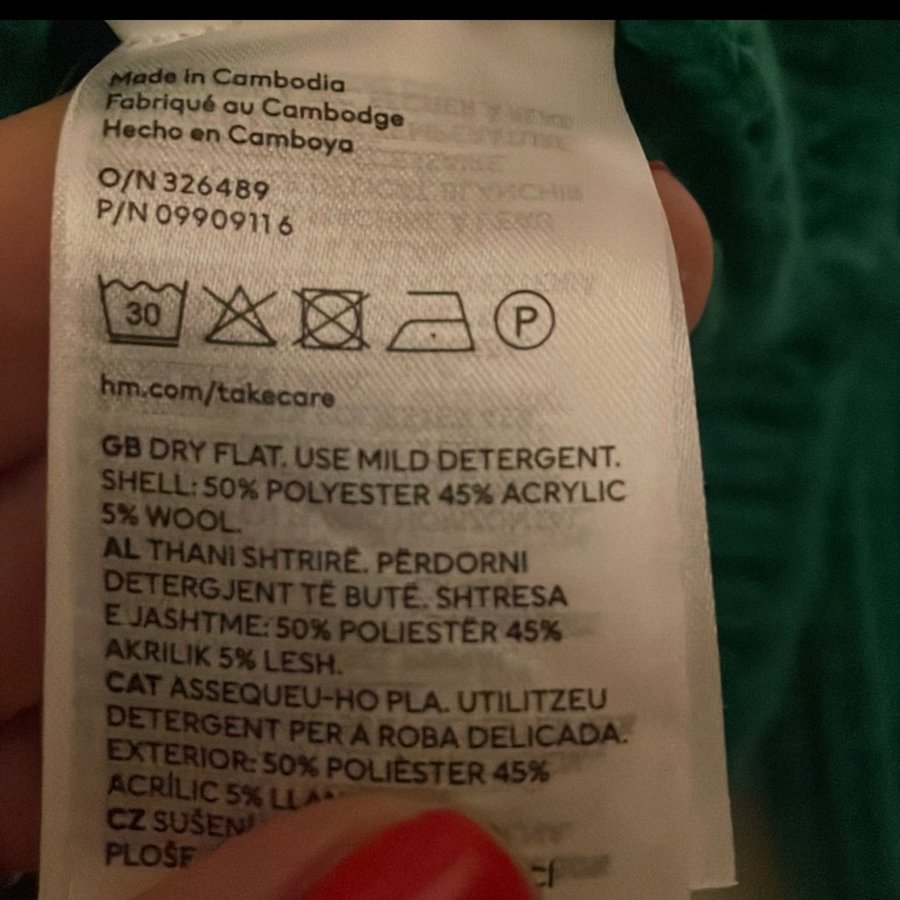 Made in Cambodia
Fabriqué au Cambodge
Hecho en Camboya
O/N 326489
P/N 09909116
30 P
hm.com/takecare
GB DRY FLAT. USE MILD DETERGENT.
SHELL: 50% POLYESTER 45% ACRYLIC
5% WOOL.
AL THANI SHTRIRË. PËRDORNI
DETERGJENT TË BUTË. SHTRESA
E JASHTME: 50% POLIESTËR 45%
AKRILIK 5% LESH.
CAT ASSEQUEU-HO PLA. UTILITZEU
DETERGENT PER A ROBA DELICADA.
EXTERIOR: 50% POLIÈSTER 45%
ACRÍLIC 5%
CZ